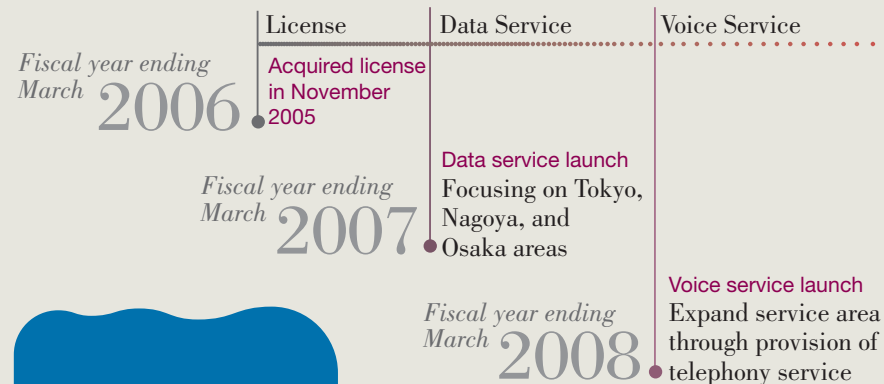 License
Data Service
Voice Service
Fiscal year ending
March 2006
Acquired license
in November
2005
Fiscal year ending
March 2007
Data service launch
Focusing on Tokyo,
Nagoya, and
Osaka areas
Fiscal year ending
March 2008
Voice service launch
Expand service area
through provision of
telephony service